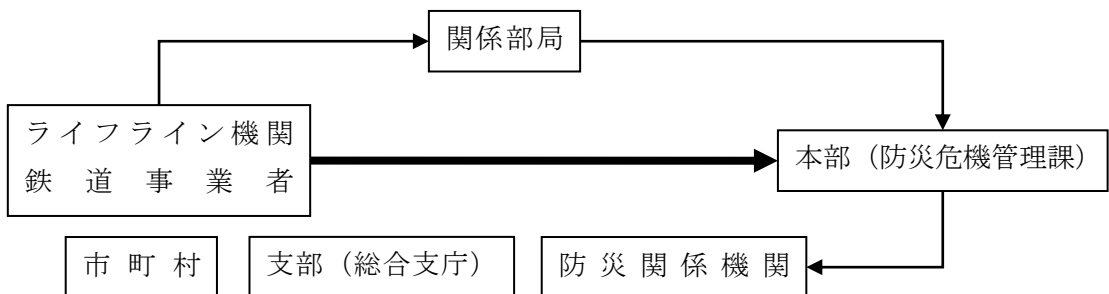 関係部局
ライフライン機関
鉄道事業者
本部（防災危機管理課）
市町村
支部（総合支庁）
防災関係機関